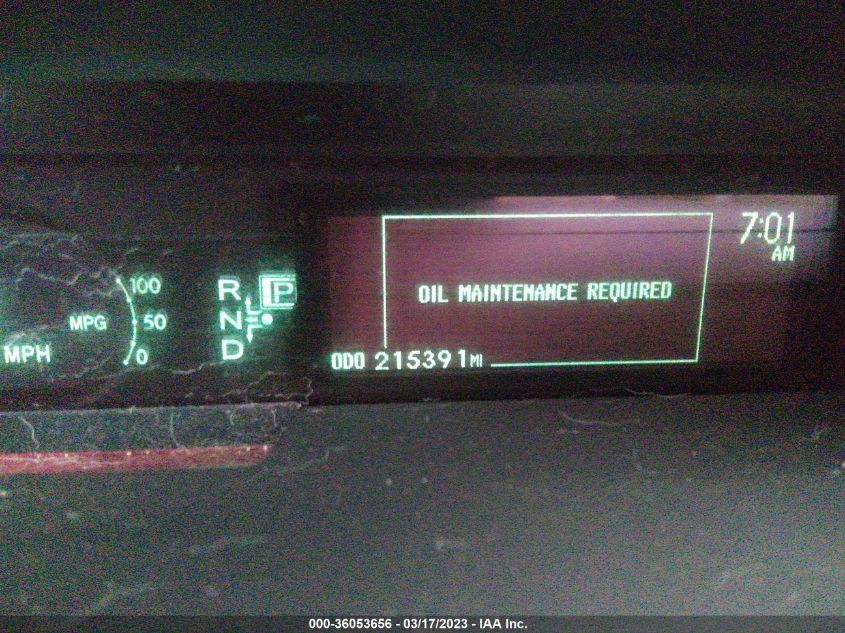 7:01
AM
100
R P
MPG 50
N
MPH 0
D
OIL MAINTENANCE REQUIRED
ODO 215391 MI
000-36053656 - 03/17/2023 - IAA Inc.